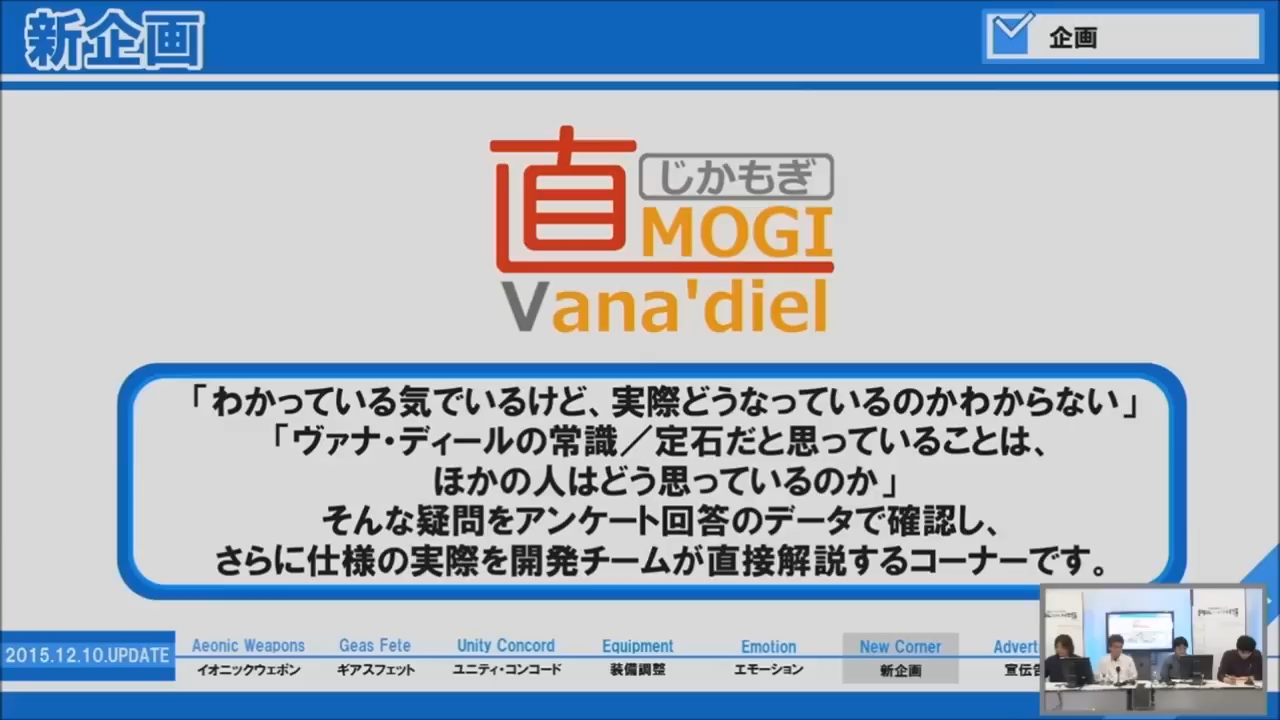 新企画
企画
直
じかもぎ
MOGI
Vana'diel
「わかっている気でいるけど、実際どうなっているのかわからない」
「ヴァナ・ディールの常識／定石だと思っていることは、
ほかの人はどう思っているのか」
そんな疑問をアンケート回答のデータで確認し、
さらに仕様の実際を開発チームが直接解説するコーナーです。
2015.12.10.UPDATE
Aeonic Weapons
イオニックウェポン
Geas Fete
ギアスフェット
Unity Concord
ユニティ・コンコード
Equipment
装備調整
Emotion
エモーション
New Corner
新企画